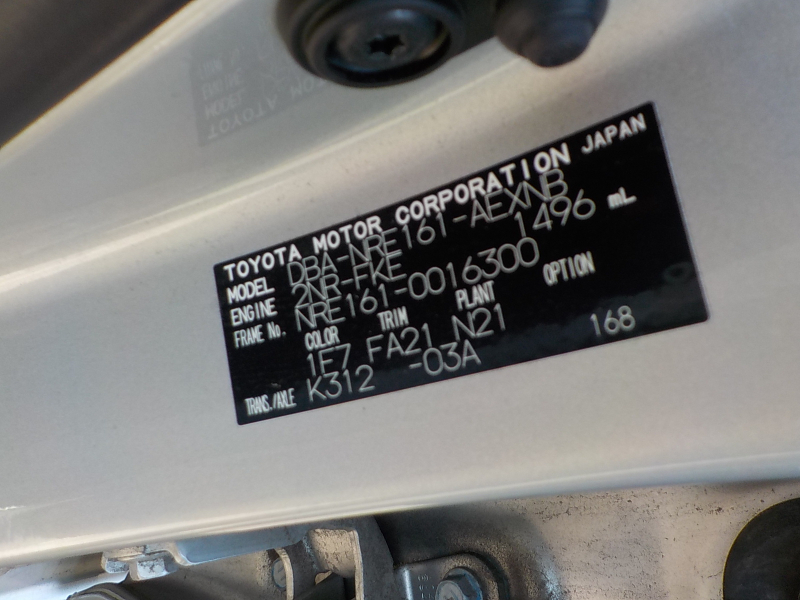 TOYOTA MOTOR CORPORATION JAPAN
MODEL DBA-NRE161-AEXNB
ENGINE 2NR-FKE 1496 mL
FRAME No. NRE161-0016300
COLOR TRIM PLANT OPTION
1F7 FA21 N21
TRANS./AXLE K312 -03A 168